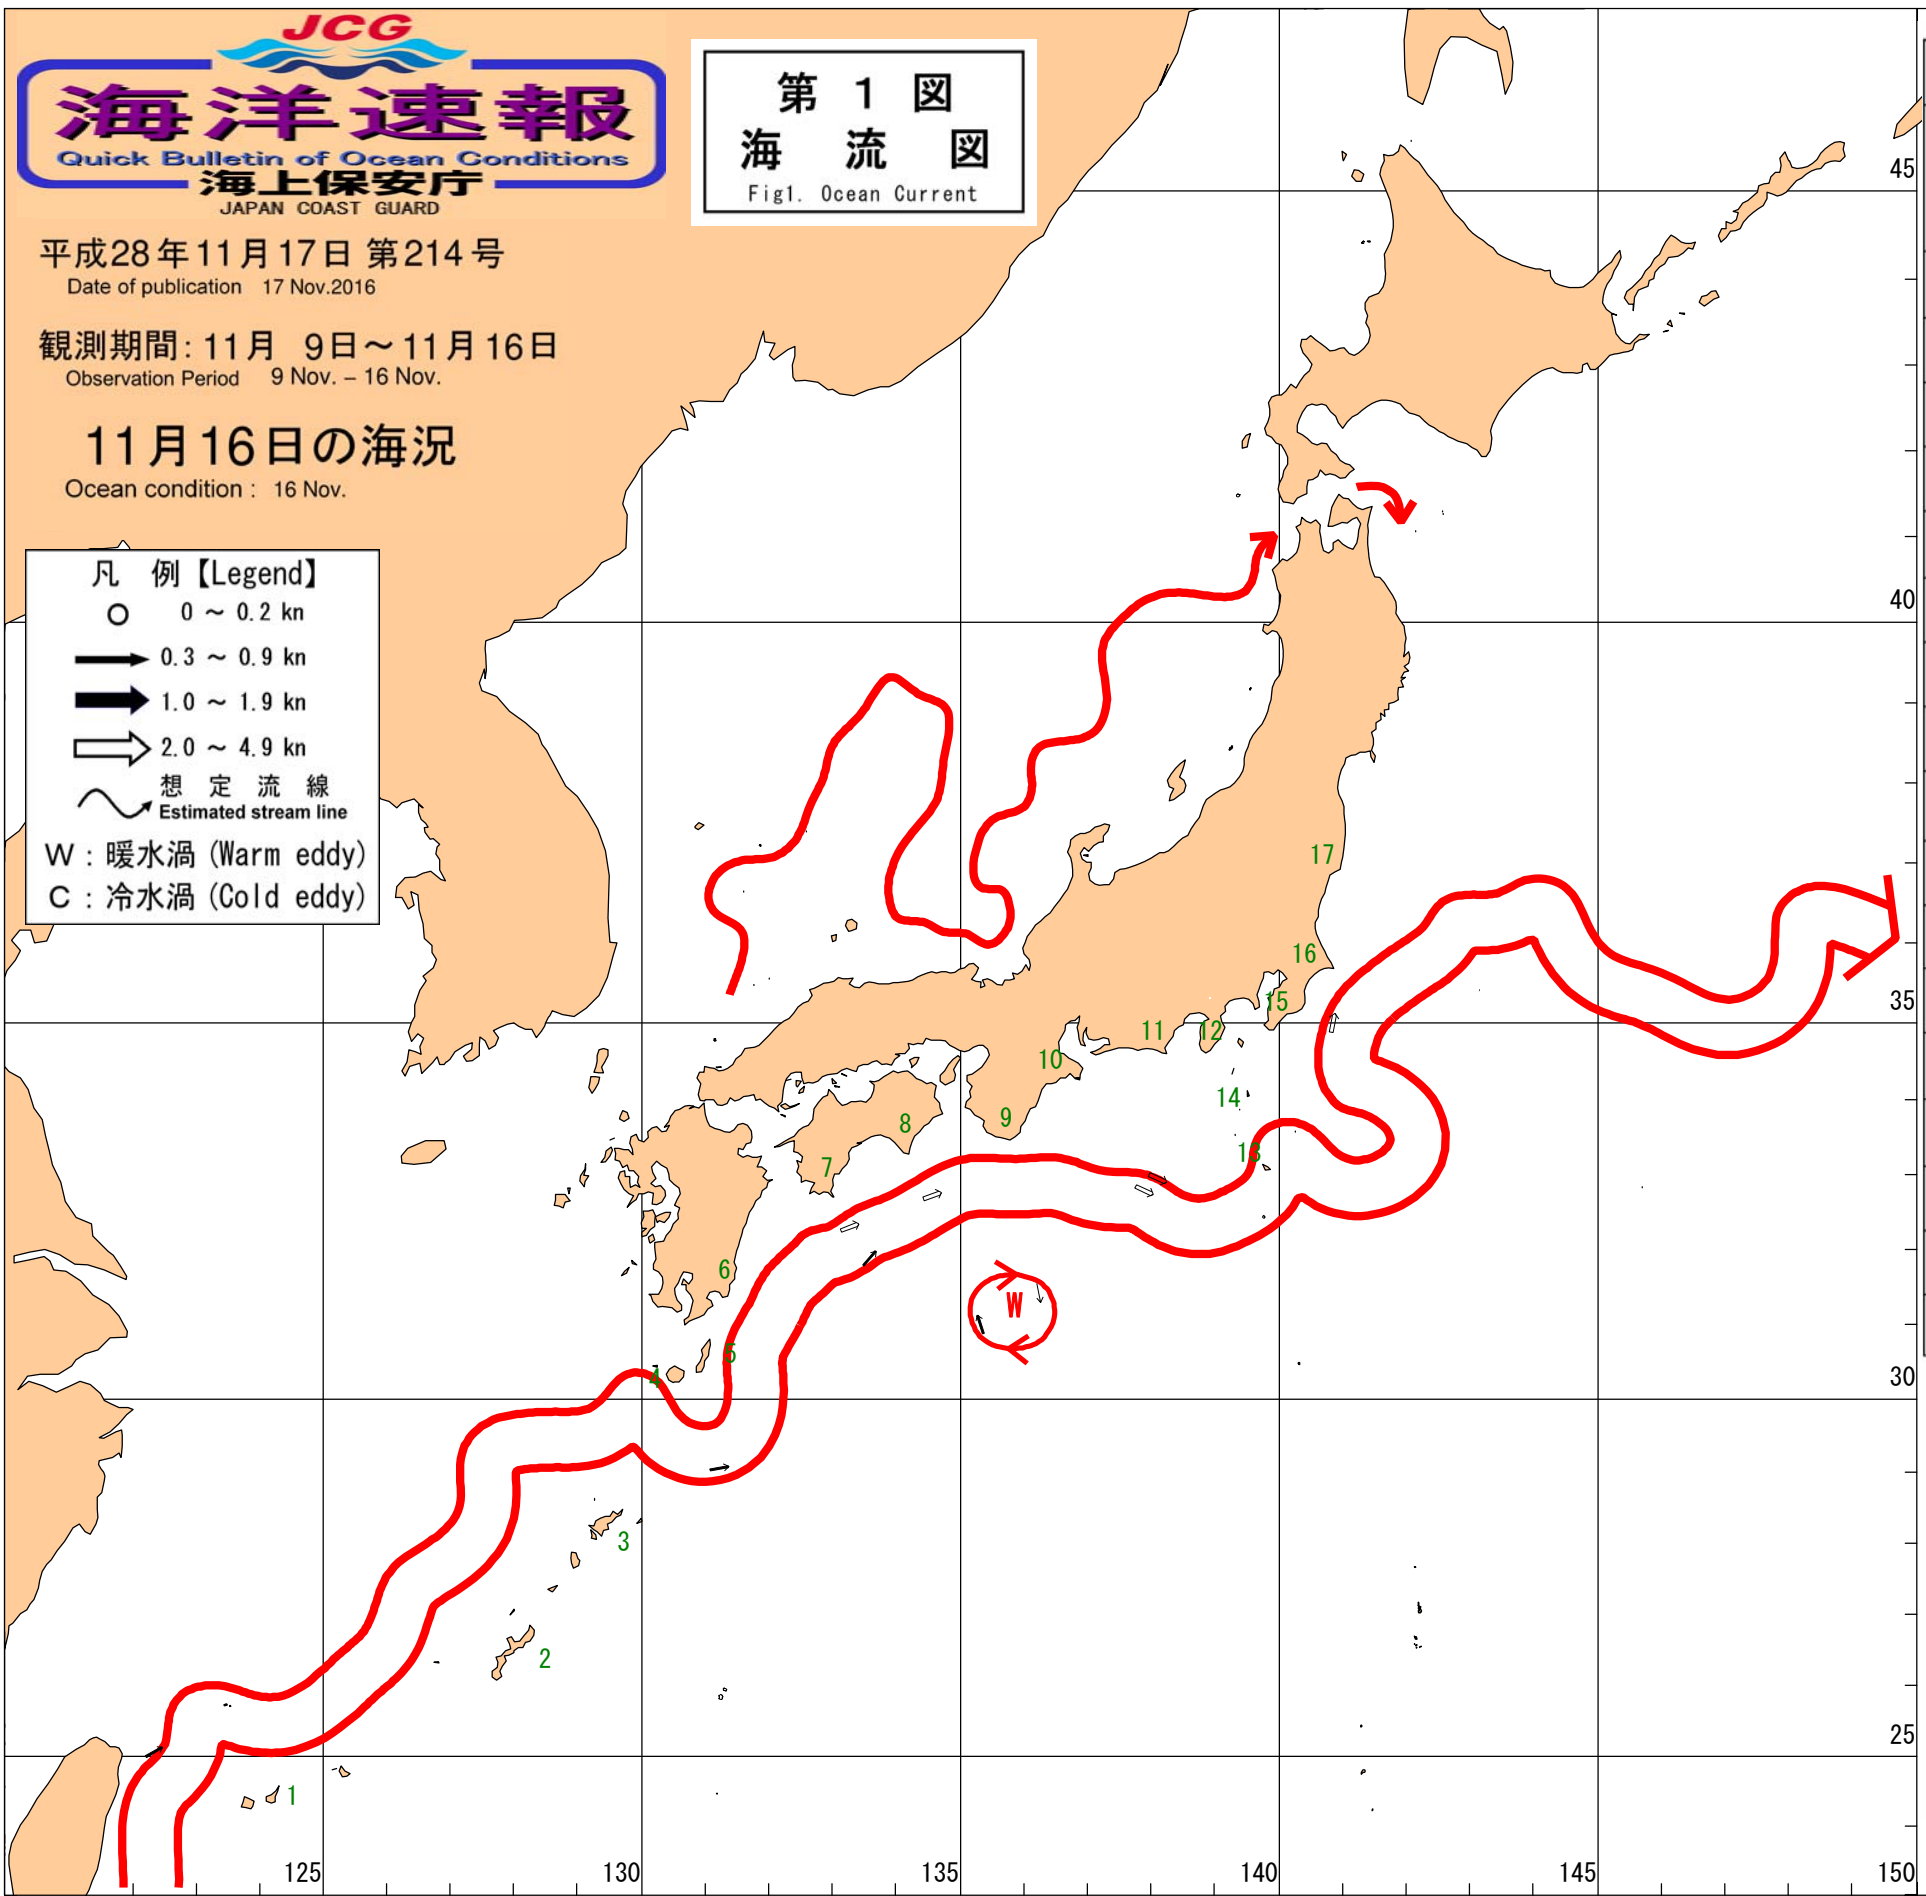 JCG
海洋速報
Quick Bulletin of Ocean Conditions
海上保安庁
JAPAN COAST GUARD
第 1 図
海 流 図
Fig1. Ocean Current
平成28年11月17日 第214号
Date of publication 17 Nov.2016
観測期間: 11月 9日～11月16日
Observation Period 9 Nov. – 16 Nov.
11月16日の海況
Ocean condition : 16 Nov.
凡 例【Legend】
0 ～ 0.2 kn
0.3 ～ 0.9 kn
1.0 ～ 1.9 kn
2.0 ～ 4.9 kn
想 定 流 線
Estimated stream line
W : 暖水渦 (Warm eddy)
C : 冷水渦 (Cold eddy)
45
40
35
30
25
17
16
15
11
12
10
14
9
8
13
7
6
W
5
4
3
2
1
125
130
135
140
145
150